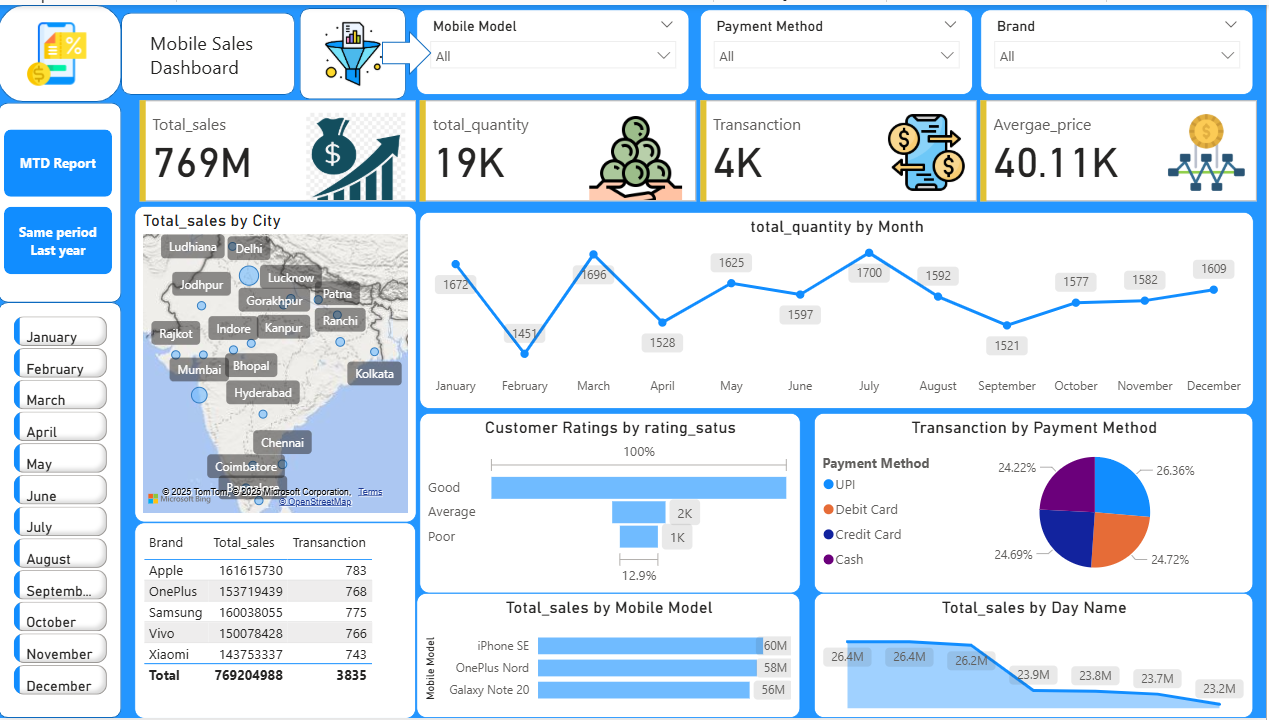 Mobile Sales
Dashboard
Mobile Model
All
Payment Method
All
Brand
All
MTD Report
Same period
Last year
January
February
March
April
May
June
July
August
Septemb...
October
November
December
Total_sales
769M
total_quantity
19K
Transanction
4K
Avergae_price
40.11K
Total_sales by City
Ludhiana
Delhi
Jodhpur
Lucknow
Gorakhpur
Patna
Rajkot
Indore
Kanpur
Ranchi
Mumbai
Bhopal
Kolkata
Hyderabad
Chennai
Coimbatore
Bangalore
© 2025 TomTom, © 2025 Microsoft Corporation, Terms
Microsoft Bing
© OpenStreetMap
total_quantity by Month
1672
1451
1696
1528
1625
1597
1700
1592
1521
1577
1582
1609
January February March April May June July August September October November December
Brand Total_sales Transanction
Apple 161615730 783
OnePlus 153719439 768
Samsung 160038055 775
Vivo 150078428 766
Xiaomi 143753337 743
Total 769204988 3835
Customer Ratings by rating_satus
100%
Good
Average 2K
Poor 1K
12.9%
Transanction by Payment Method
Payment Method
UPI
Debit Card
Credit Card
Cash
24.22%
26.36%
24.69%
24.72%
Total_sales by Mobile Model
Mobile Model
iPhone SE 60M
OnePlus Nord 58M
Galaxy Note 20 56M
Total_sales by Day Name
26.4M
26.4M
26.2M
23.9M
23.8M
23.7M
23.2M